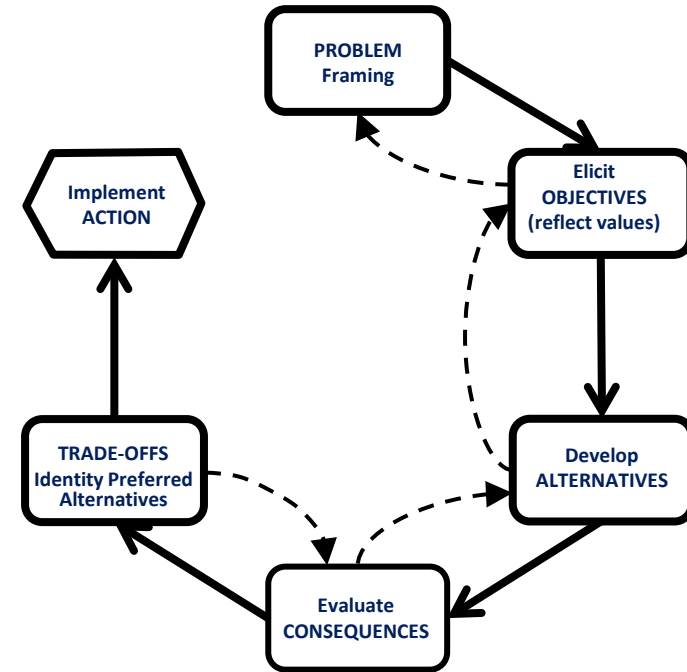 PROBLEM
Framing
Elicit
OBJECTIVES
(reflect values)
Develop
ALTERNATIVES
Evaluate
CONSEQUENCES
TRADE-OFFS
Identity Preferred
Alternatives
Implement
ACTION